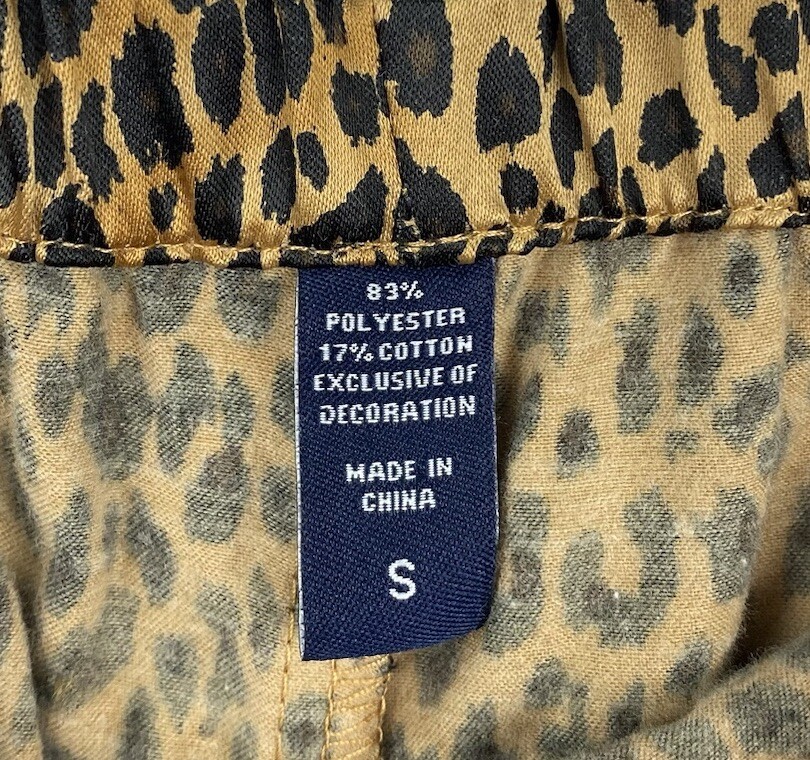 83%
POLYESTER
17% COTTON
EXCLUSIVE OF
DECORATION
MADE IN
CHINA
S